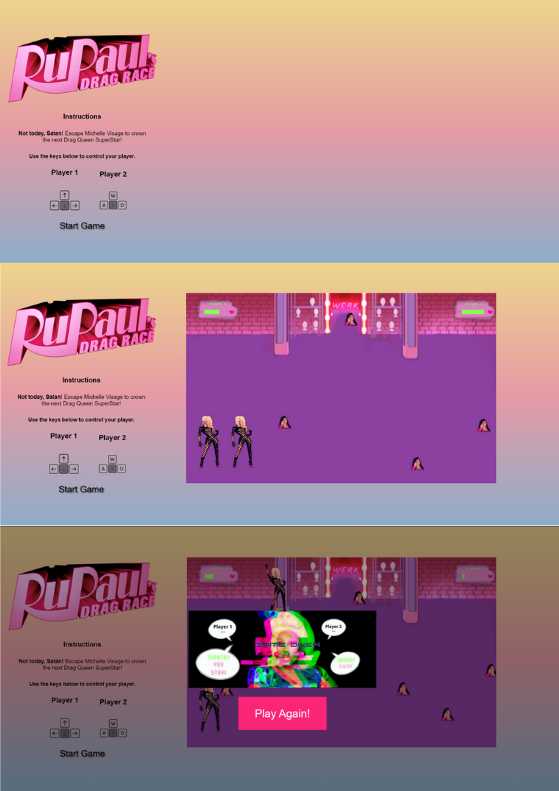 RuPaul's
DRAG RACE
Instructions
Not today, Satan! Escape Michelle Visage to crown
the next Drag Queen SuperStar!
Use the keys below to control your player.
Player 1
Player 2
W
A
D
Start Game
RuPaul's
DRAG RACE
Instructions
Not today, Satan! Escape Michelle Visage to crown
the next Drag Queen SuperStar!
Use the keys below to control your player.
Player 1
Player 2
W
A
D
Start Game
WERK
RuPaul's
DRAG RACE
Instructions
Not today, Satan! Escape Michelle Visage to crown
the next Drag Queen SuperStar!
Use the keys below to control your player.
Player 1
Player 2
W
A
D
Start Game
WERK
Player 1
Player 2
SHANTAY
YOU
STAY!
Play Again!